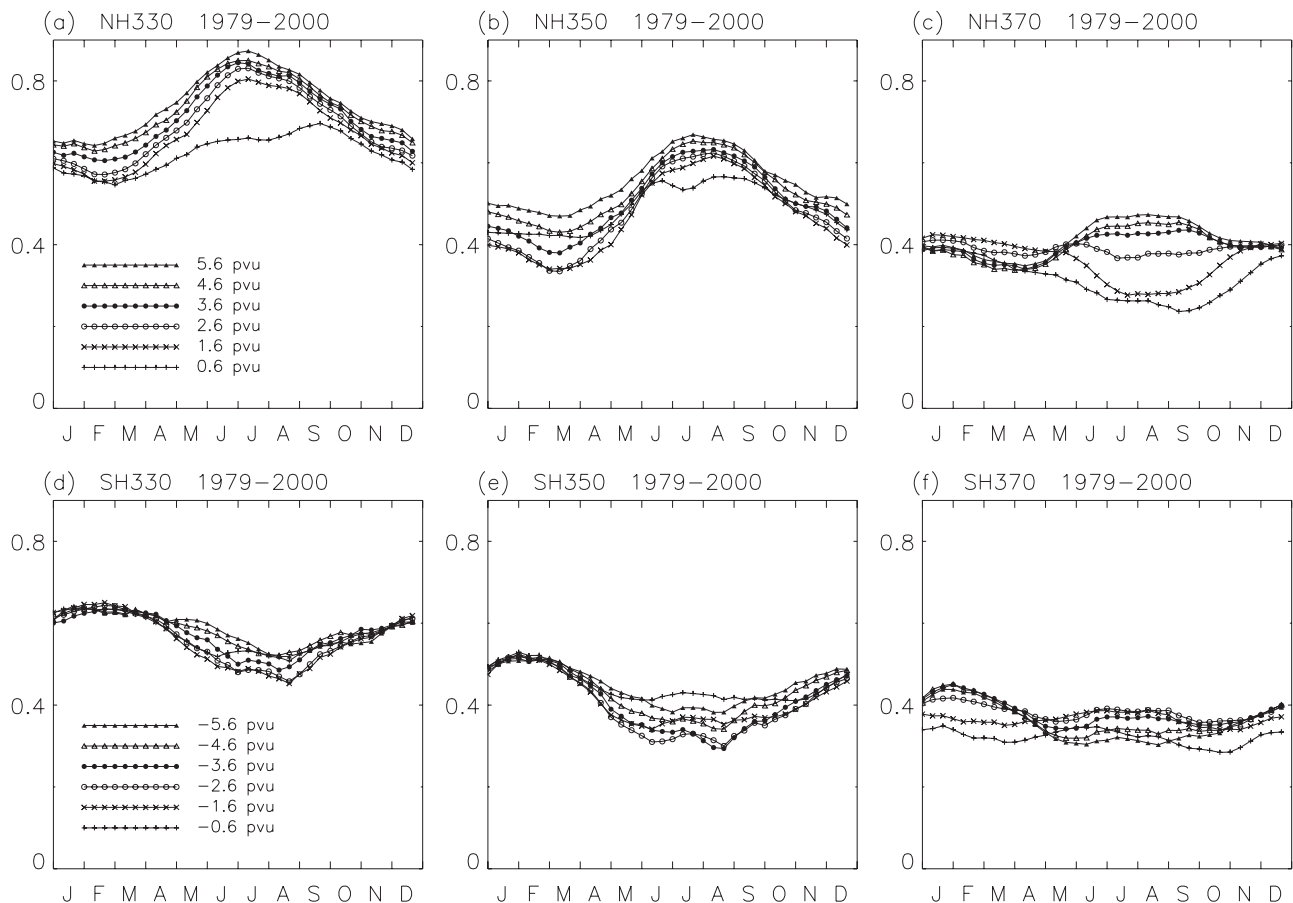 (a) NH330 1979−2000
0.8
0.4
0
5.6 pvu
4.6 pvu
3.6 pvu
2.6 pvu
1.6 pvu
0.6 pvu
J F M A M J J A S O N D
(b) NH350 1979−2000
0.8
0.4
0
J F M A M J J A S O N D
(c) NH370 1979−2000
0.8
0.4
0
J F M A M J J A S O N D
(d) SH330 1979−2000
0.8
0.4
0
−5.6 pvu
−4.6 pvu
−3.6 pvu
−2.6 pvu
−1.6 pvu
−0.6 pvu
J F M A M J J A S O N D
(e) SH350 1979−2000
0.8
0.4
0
J F M A M J J A S O N D
(f) SH370 1979−2000
0.8
0.4
0
J F M A M J J A S O N D